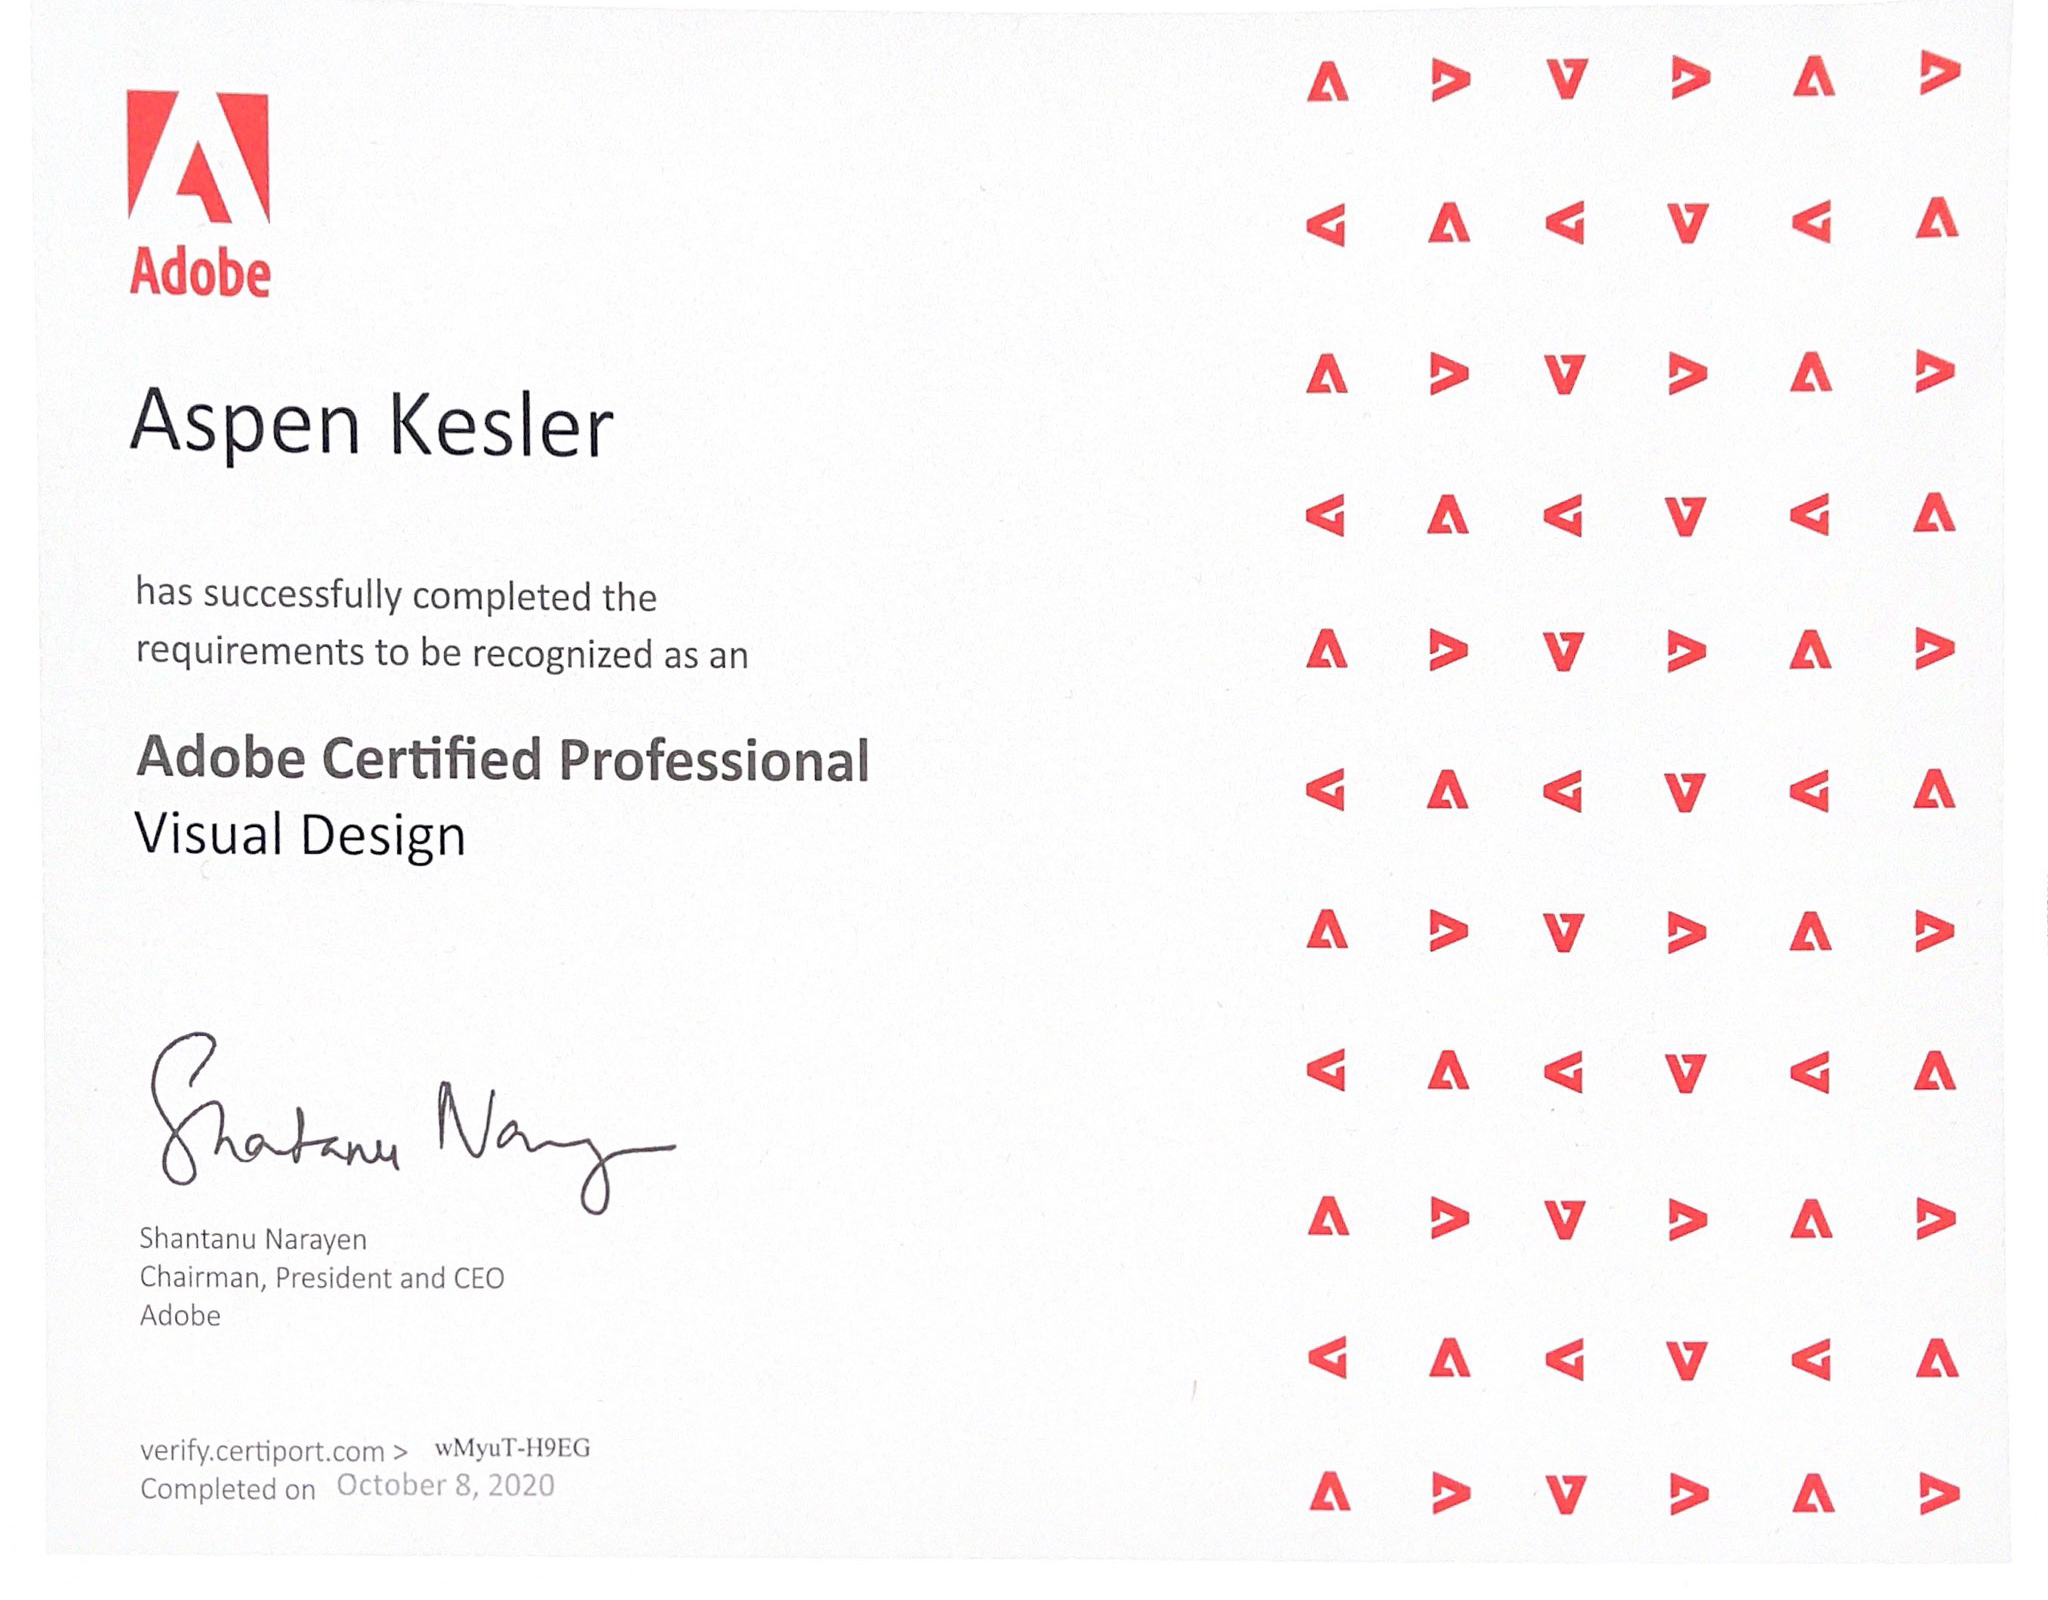 Adobe
Aspen Kesler
has successfully completed the
requirements to be recognized as an
Adobe Certified Professional
Visual Design
Shantanu Narayen
Shantanu Narayen
Chairman, President and CEO
Adobe
verify.certiport.com > wMyuT-H9EG
Completed on October 8, 2020